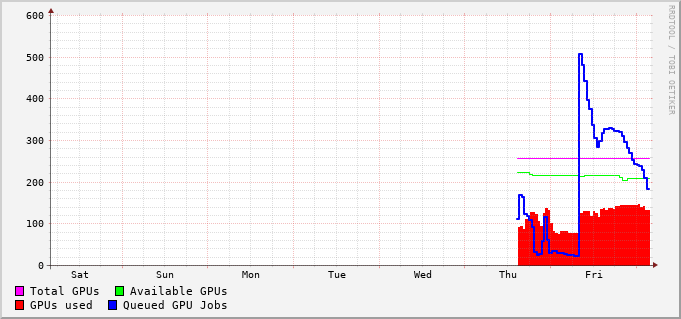 600
500
400
300
200
100
0
Sat Sun Mon Tue Wed Thu Fri
Total GPUs Available GPUs
GPUs used Queued GPU Jobs
RRDTOOL / TOBI OETIKER